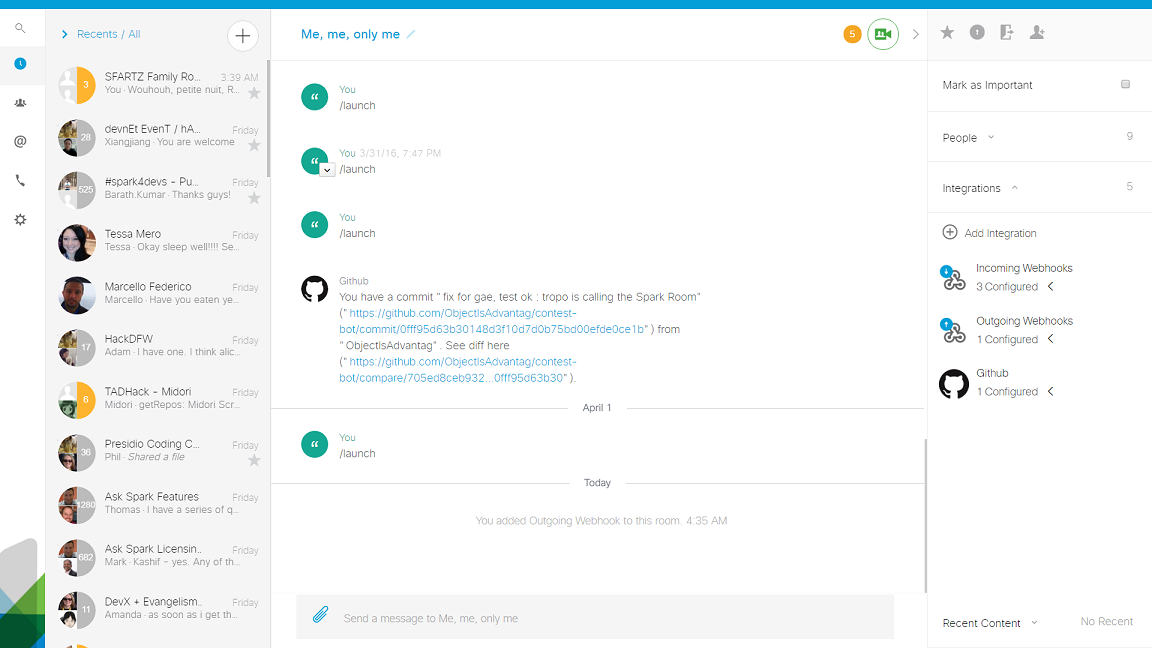 Recents / All
SFARTZ Family Ro... 3:39 AM
3
You · Wouhouh, petite nuit, R...
devnEt EvenT / hA... Friday
28
Xiangjiang · You are welcome
#spark4devs - Pu... Friday
525
Barath.Kumar · Thanks guys!
Tessa Mero Friday
Tessa · Okay sleep well!!!! Se...
Marcello Federico Friday
Marcello · Have you eaten ye...
HackDFW Friday
17
Adam · I have one. I think alic...
TADHack - Midori Friday
6
Midori · getRepos: Midori Scr...
Presidio Coding C... Friday
36
Phil · Shared a file
Ask Spark Features Friday
1280
Thomas · I have a series of q...
Ask Spark Licensin.. Friday
682
Mark · Kashif - yes. Any of th...
DevX + Evangelism.. Friday
11
Amanda · as soon as i get th...
Me, me, only me
5
You
/launch
You 3/31/16, 7:47 PM
/launch
You
/launch
Github
You have a commit " fix for gae, test ok : tropo is calling the Spark Room"
(" https://github.com/ObjectIsAdvantag/contest-
bot/commit/0fff95d63b30148d3f10d7d0b75bd00efde0ce1b" ) from
" ObjectIsAdvantag" . See diff here
(" https://github.com/ObjectIsAdvantag/contest-
bot/compare/705ed8ceb932...0fff95d63b30" ).
April 1
You
/launch
Today
You added Outgoing Webhook to this room. 4:35 AM
Send a message to Me, me, only me
Mark as Important
People 9
Integrations 5
Add Integration
Incoming Webhooks
3 Configured
Outgoing Webhooks
1 Configured
Github
1 Configured
Recent Content No Recent